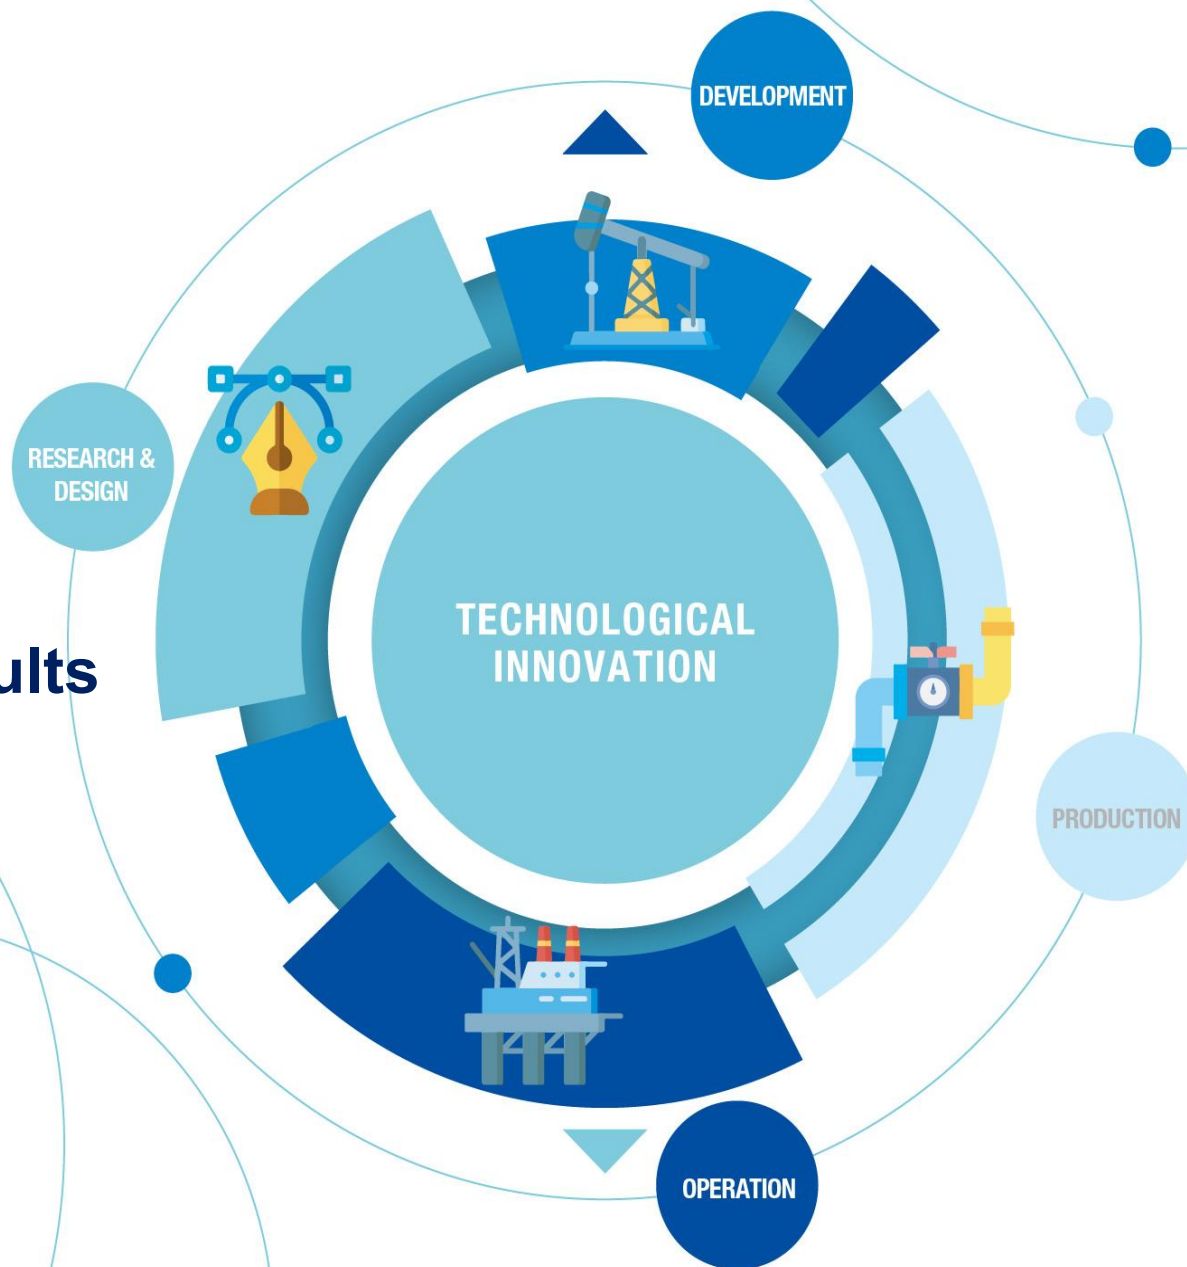 DEVELOPMENT
RESEARCH &
DESIGN
TECHNOLOGICAL
INNOVATION
ults
PRODUCTION
OPERATION